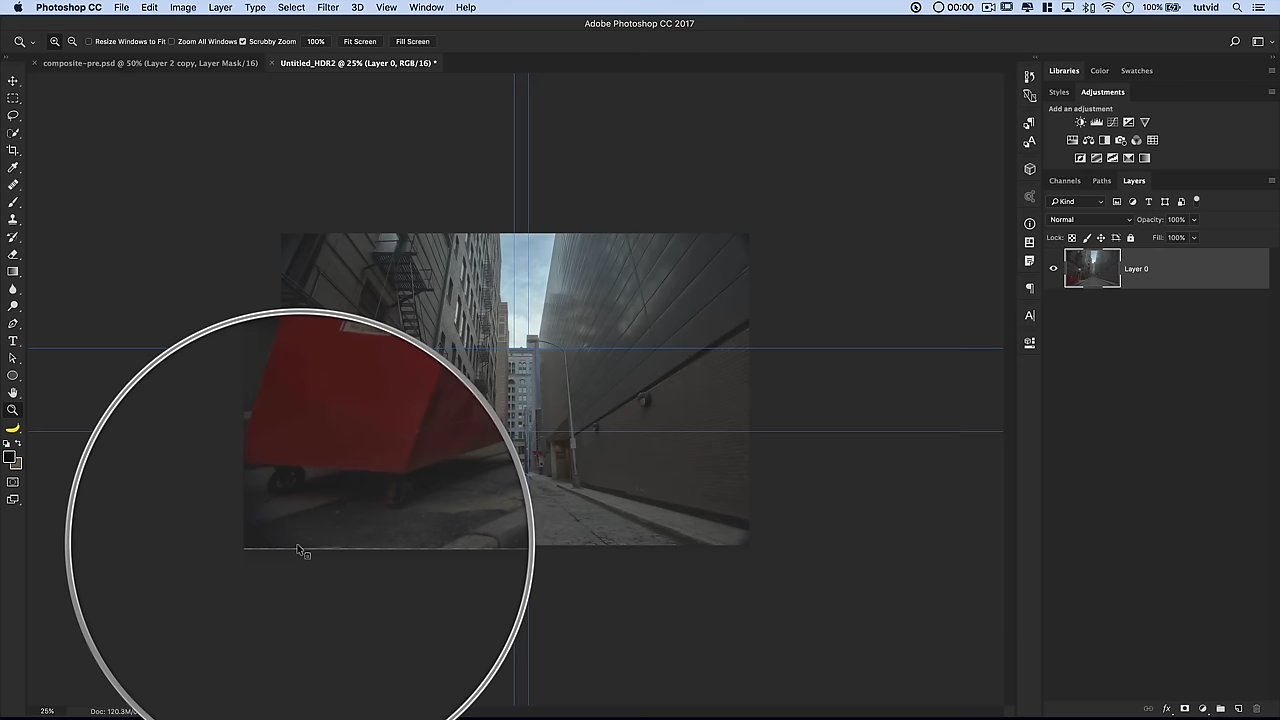 Photoshop CC File Edit Image Layer Type Select Filter 3D View Window Help 00:00 100% tutvid
Adobe Photoshop CC 2017
Resize Windows to Fit Zoom All Windows Scrubby Zoom 100% Fit Screen Fill Screen
composite-pre.psd @ 50% (Layer 2 copy, Layer Mask/16) Untitled_HDR2 @ 25% (Layer 0, RGB/16) *
Libraries Color Swatches
Styles Adjustments
Add an adjustment
Channels Paths Layers
Kind
Normal Opacity: 100%
Lock: Fill: 100%
Layer 0
25% Doc: 120.3M/